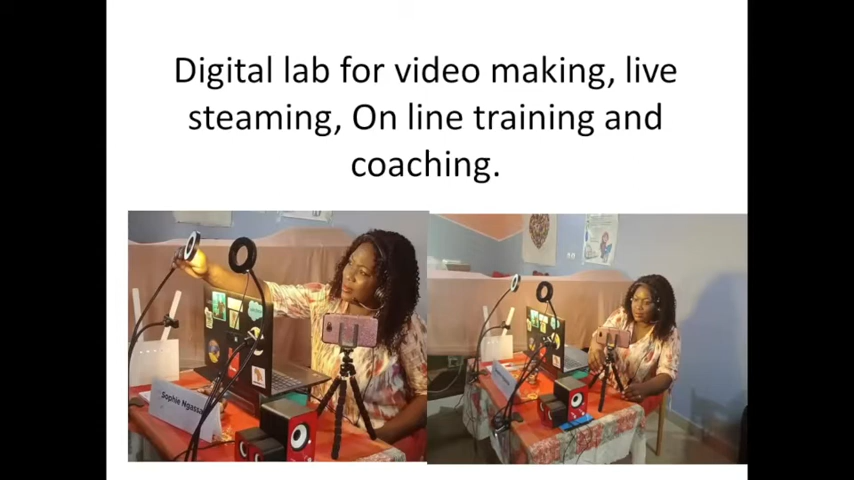 Digital lab for video making, live
steaming, On line training and
coaching.
Sophie Ngassa